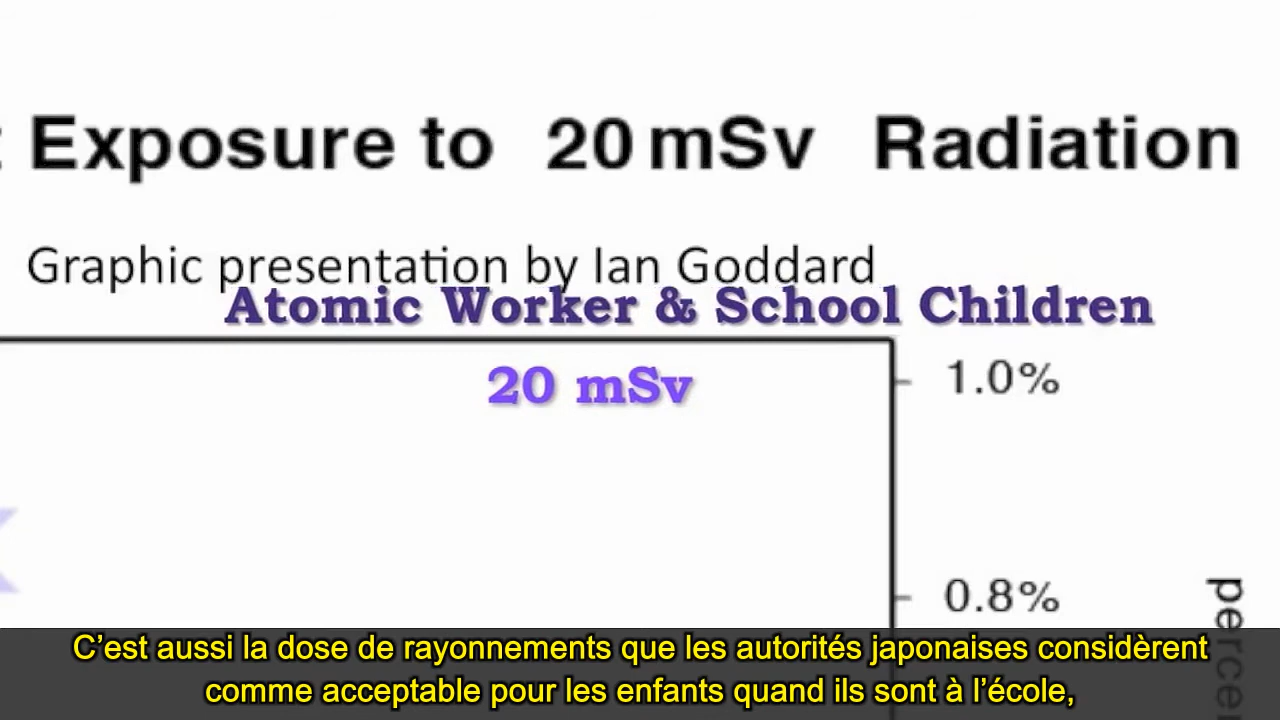 Exposure to 20 mSv Radiation
Graphic presentation by Ian Goddard
Atomic Worker & School Children
20 mSv
1.0%
0.8%
perce
C’est aussi la dose de rayonnements que les autorités japonaises considèrent
comme acceptable pour les enfants quand ils sont à l’école,